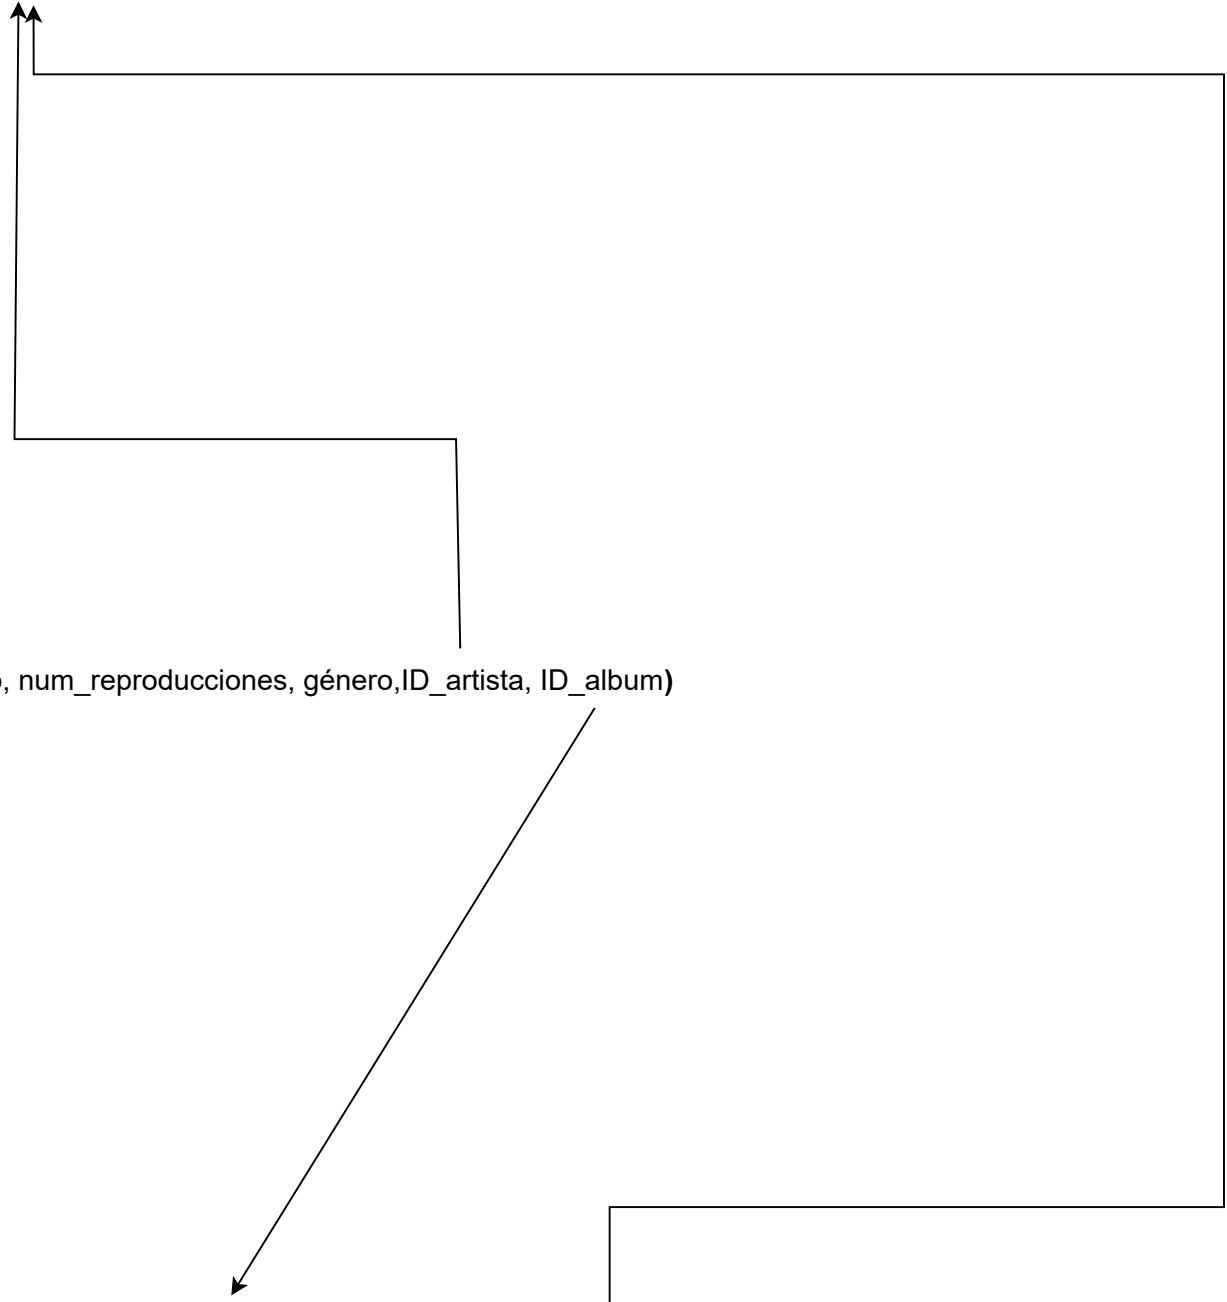 , num_reproducciones, género,ID_artista, ID_album)